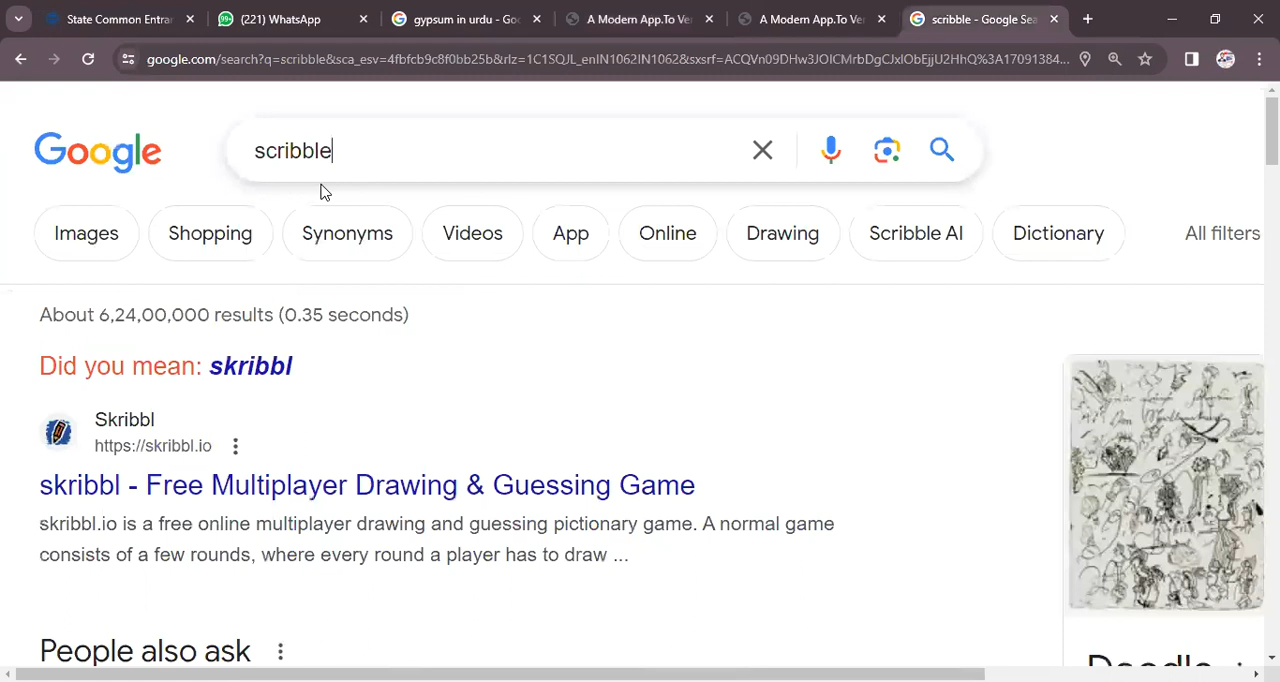 State Common Entran
(221) WhatsApp
gypsum in urdu - Goo
A Modern App.To Ve
A Modern App.To Ve
scribble - Google Sea
google.com/search?q=scribble&sca_esv=4fbfcb9c8f0bb25b&rlz=1C1SQJL_enIN1062IN1062&sxsrf=ACQVn09DHw3JOICMrbDgCJxlObEjjU2HhQ%3A17091384...
Google
scribble
Images
Shopping
Synonyms
Videos
App
Online
Drawing
Scribble AI
Dictionary
All filters
About 6,24,00,000 results (0.35 seconds)
Did you mean: skribbl
Skribbl
https://skribbl.io
skribbl - Free Multiplayer Drawing & Guessing Game
skribbl.io is a free online multiplayer drawing and guessing pictionary game. A normal game
consists of a few rounds, where every round a player has to draw ...
People also ask
Doodle